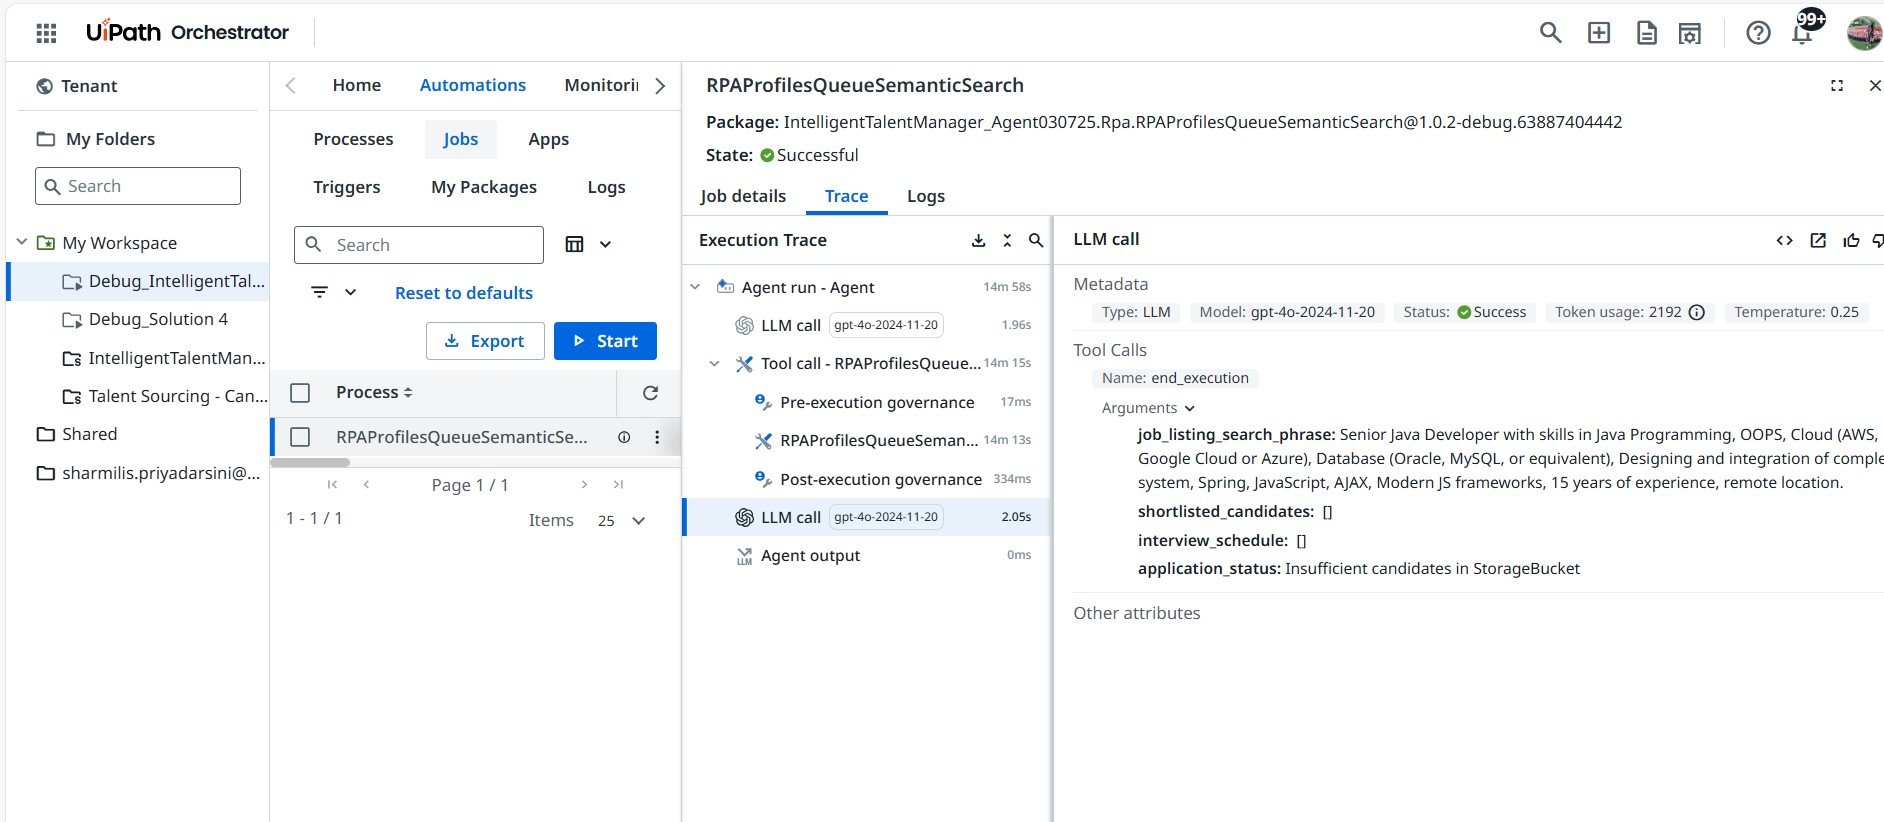 UiPath Orchestrator
99+
Tenant
My Folders
Search
My Workspace
Debug_IntelligentTal...
Debug_Solution 4
IntelligentTalentMan...
Talent Sourcing - Can...
Shared
sharmilis.priyadarsini@...
Home Automations Monitori
Processes Jobs Apps
Triggers My Packages Logs
Search
Reset to defaults
Export Start
Process
RPAProfilesQueueSemanticSe...
Page 1 / 1
1 - 1 / 1 Items 25
RPAProfilesQueueSemanticSearch
Package: IntelligentTalentManager_Agent030725.Rpa.RPAProfilesQueueSemanticSearch@1.0.2-debug.63887404442
State: Successful
Job details Trace Logs
Execution Trace
Agent run - Agent 14m 58s
LLM call gpt-4o-2024-11-20 1.96s
Tool call - RPAProfilesQueue... 14m 15s
Pre-execution governance 17ms
RPAProfilesQueueSeman... 14m 13s
Post-execution governance 334ms
LLM call gpt-4o-2024-11-20 2.05s
LLM Agent output 0ms
LLM call
Metadata
Type: LLM Model: gpt-4o-2024-11-20 Status: Success Token usage: 2192 Temperature: 0.25
Tool Calls
Name: end_execution
Arguments
job_listing_search_phrase: Senior Java Developer with skills in Java Programming, OOPS, Cloud (AWS,
Google Cloud or Azure), Database (Oracle, MySQL, or equivalent), Designing and integration of comple
system, Spring, JavaScript, AJAX, Modern JS frameworks, 15 years of experience, remote location.
shortlisted_candidates: []
interview_schedule: []
application_status: Insufficient candidates in StorageBucket
Other attributes